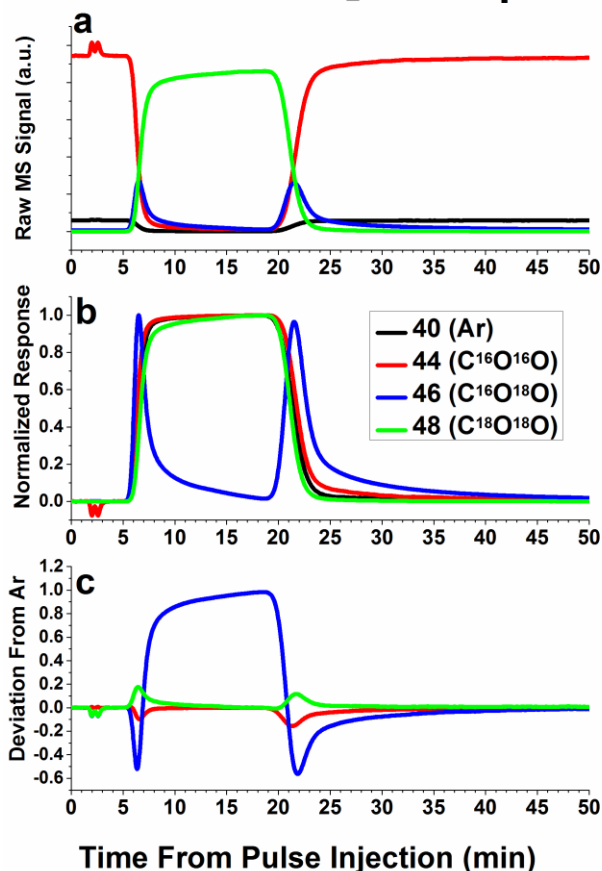 a
Raw MS Signal (a.u.)
0 5 10 15 20 25 30 35 40 45 50
b
Normalized Response
1.0
0.8
0.6
0.4
0.2
0.0
40 (Ar)
44 (C¹⁶O¹⁶O)
46 (C¹⁶O¹⁸O)
48 (C¹⁸O¹⁸O)
0 5 10 15 20 25 30 35 40 45 50
c
Deviation From Ar
1.2
1.0
0.8
0.6
0.4
0.2
0.0
-0.2
-0.4
-0.6
0 5 10 15 20 25 30 35 40 45 50
Time From Pulse Injection (min)